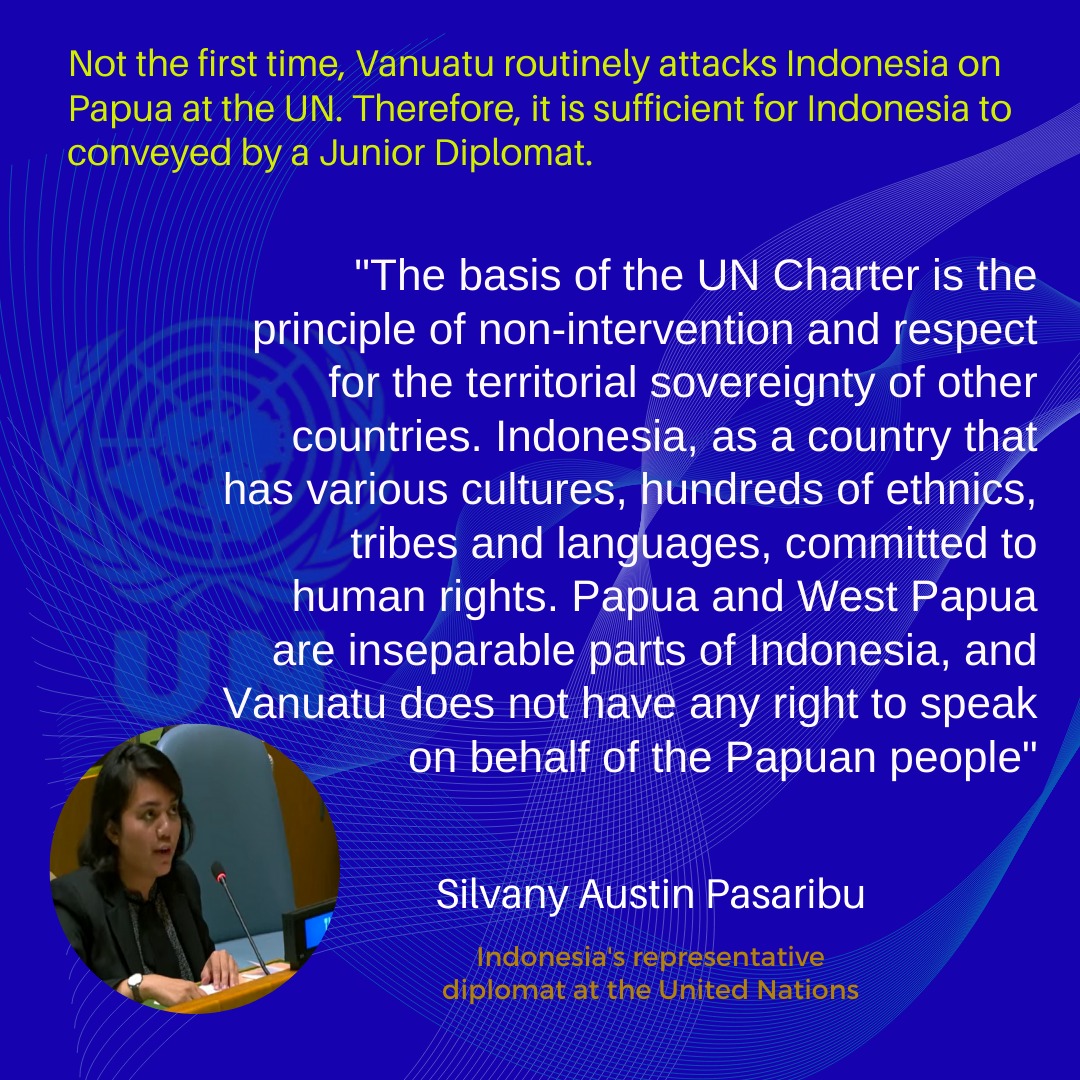 Not the first time, Vanuatu routinely attacks Indonesia on
Papua at the UN. Therefore, it is sufficient for Indonesia to
conveyed by a Junior Diplomat.
"The basis of the UN Charter is the
principle of non-intervention and respect
for the territorial sovereignty of other
countries. Indonesia, as a country that
has various cultures, hundreds of ethnics,
tribes and languages, committed to
human rights. Papua and West Papua
are inseparable parts of Indonesia, and
Vanuatu does not have any right to speak
on behalf of the Papuan people"
UN
Silvany Austin Pasaribu
Indonesia's representative
diplomat at the United Nations